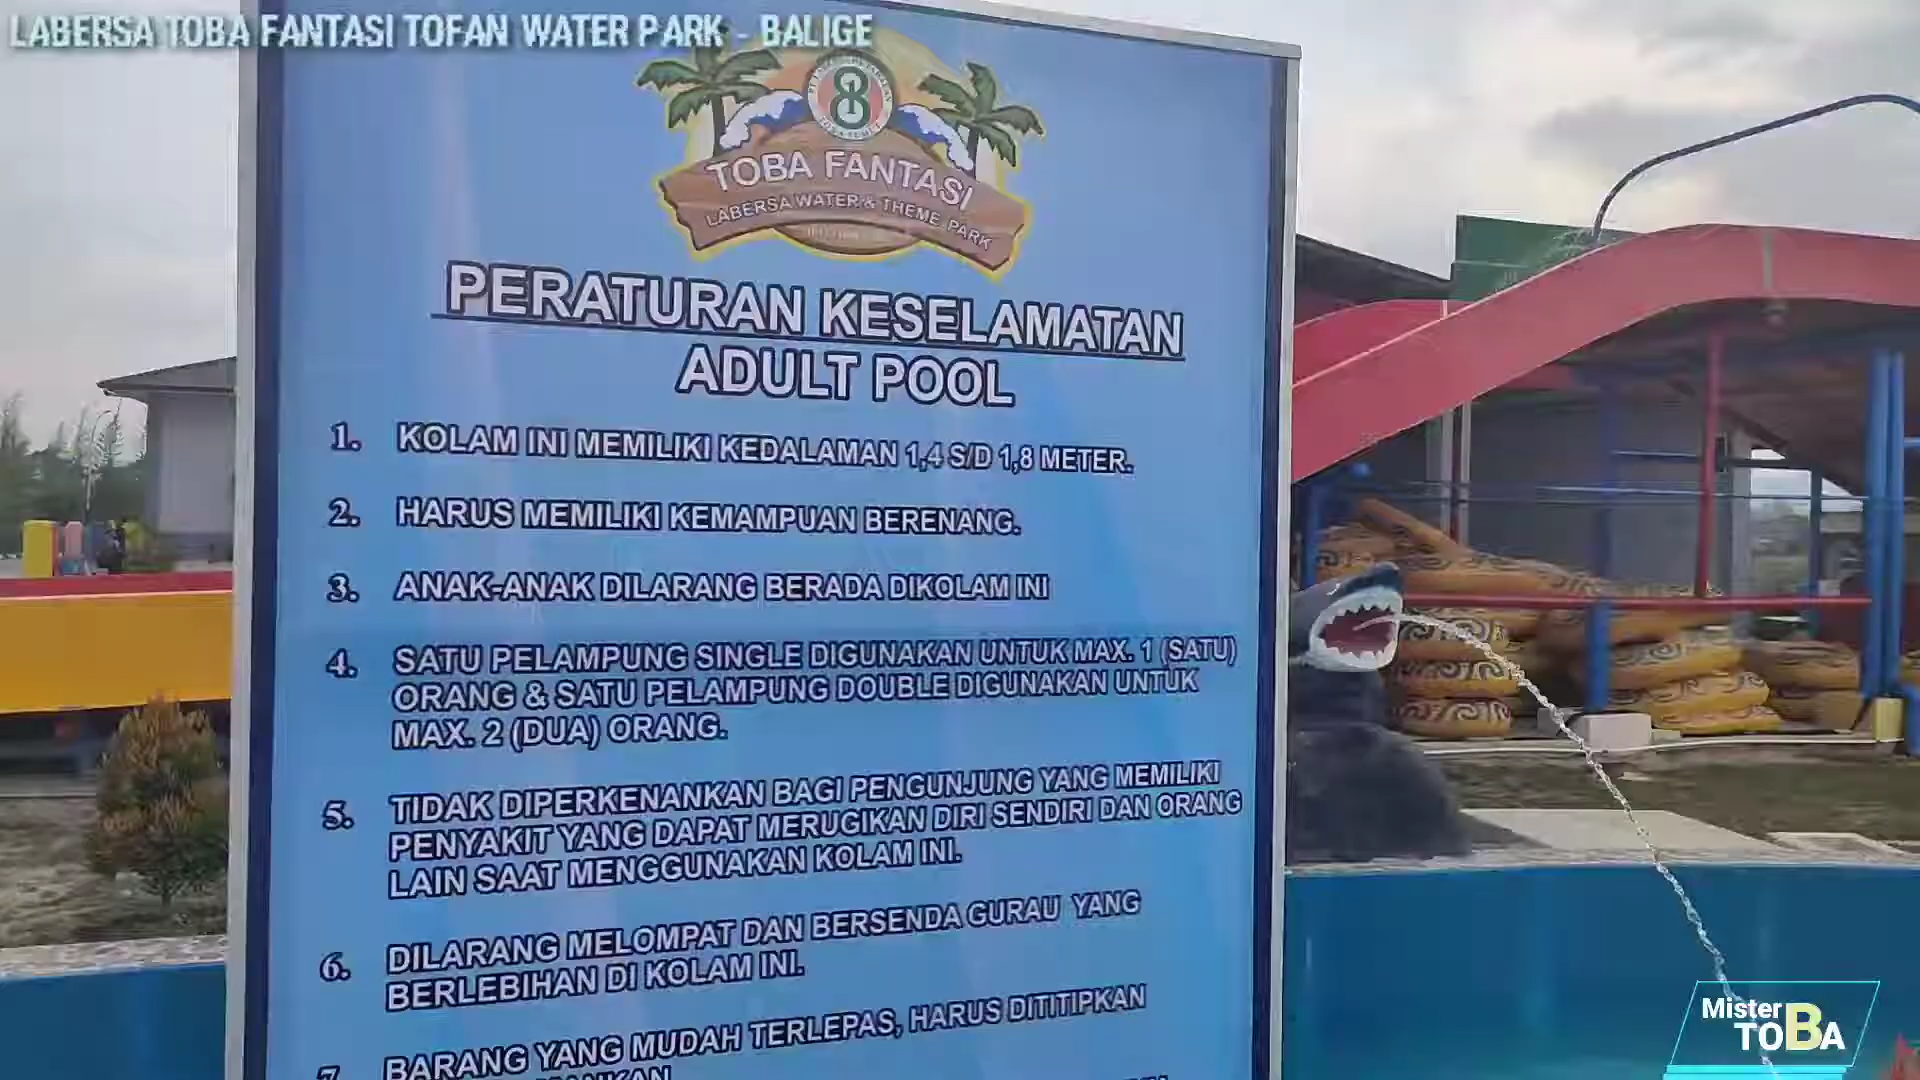 LABERSA TOBA FANTASI TOFAN WATER PARK - BALIGE
8
TOBA FANTASI
LABERSA WATER & THEME PARK
PERATURAN KESELAMATAN
ADULT POOL
1. KOLAM INI MEMILIKI KEDALAMAN 1,4 S/D 1,8 METER.
2. HARUS MEMILIKI KEMAMPUAN BERENANG.
3. ANAK-ANAK DILARANG BERADA DIKOLAM INI
4. SATU PELAMPUNG SINGLE DIGUNAKAN UNTUK MAX. 1 (SATU)
ORANG & SATU PELAMPUNG DOUBLE DIGUNAKAN UNTUK
MAX. 2 (DUA) ORANG.
5. TIDAK DIPERKENANKAN BAGI PENGUNJUNG YANG MEMILIKI
PENYAKIT YANG DAPAT MERUGIKAN DIRI SENDIRI DAN ORANG
LAIN SAAT MENGGUNAKAN KOLAM INI.
6. DILARANG MELOMPAT DAN BERSENDA GURAU YANG
BERLEBIHAN DI KOLAM INI.
7. BARANG YANG MUDAH TERLEPAS, HARUS DITITIPKAN
Mister
TOBA